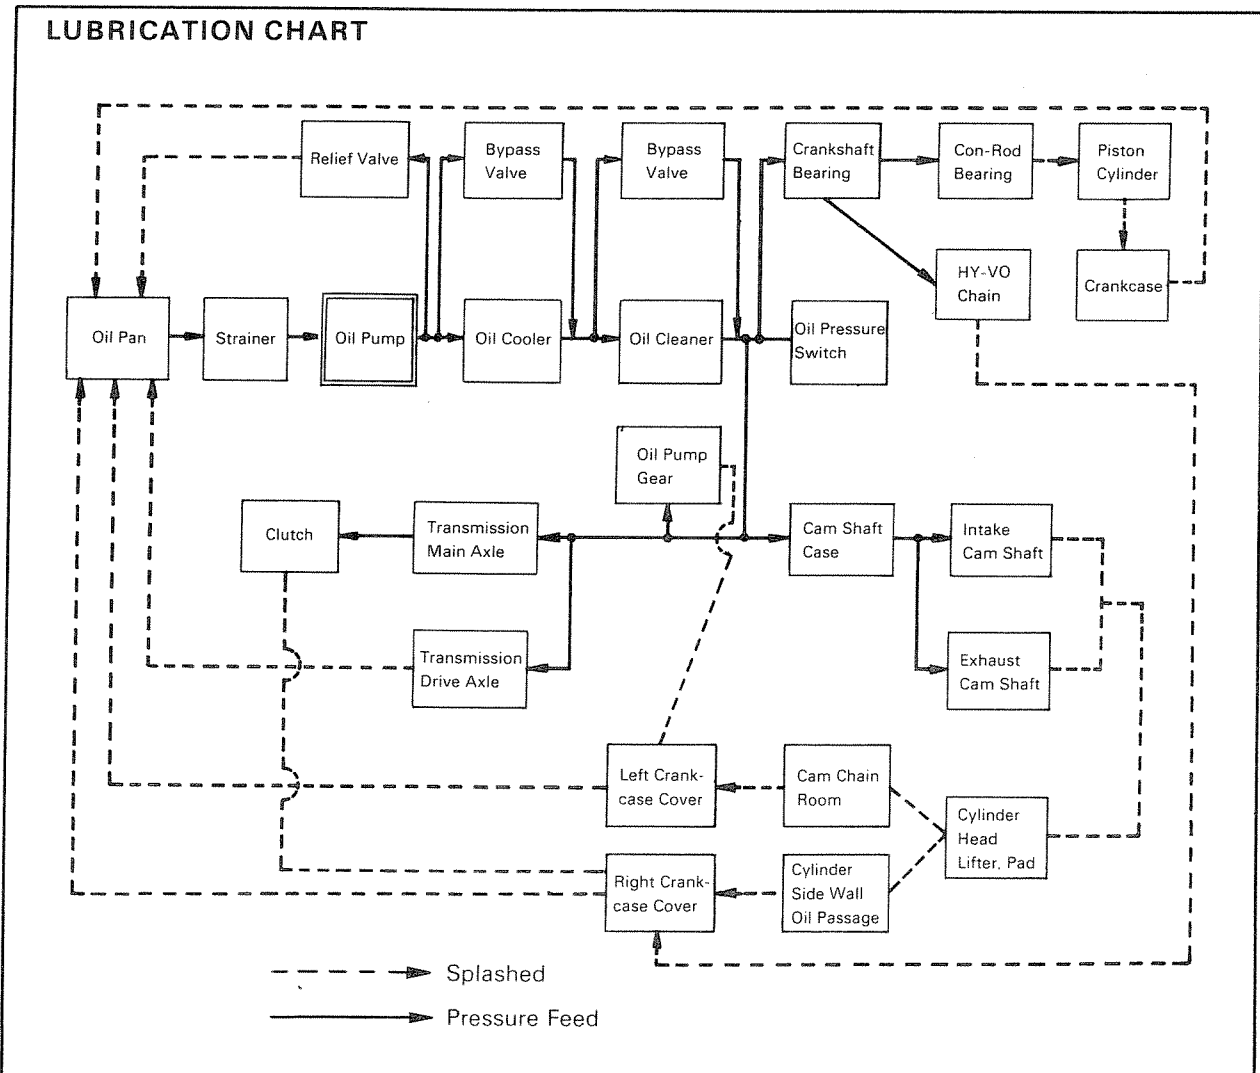 LUBRICATION CHART
Relief Valve
Bypass
Valve
Bypass
Valve
Crankshaft
Bearing
Con-Rod
Bearing
Piston
Cylinder
HY-VO
Chain
Crankcase
Oil Pan
Strainer
Oil Pump
Oil Cooler
Oil Cleaner
Oil Pressure
Switch
Oil Pump
Gear
Clutch
Transmission
Main Axle
Cam Shaft
Case
Intake
Cam Shaft
Transmission
Drive Axle
Exhaust
Cam Shaft
Left Crank-
case Cover
Cam Chain
Room
Cylinder
Head
Lifter, Pad
Right Crank-
case Cover
Cylinder
Side Wall
Oil Passage
Splashed
Pressure Feed